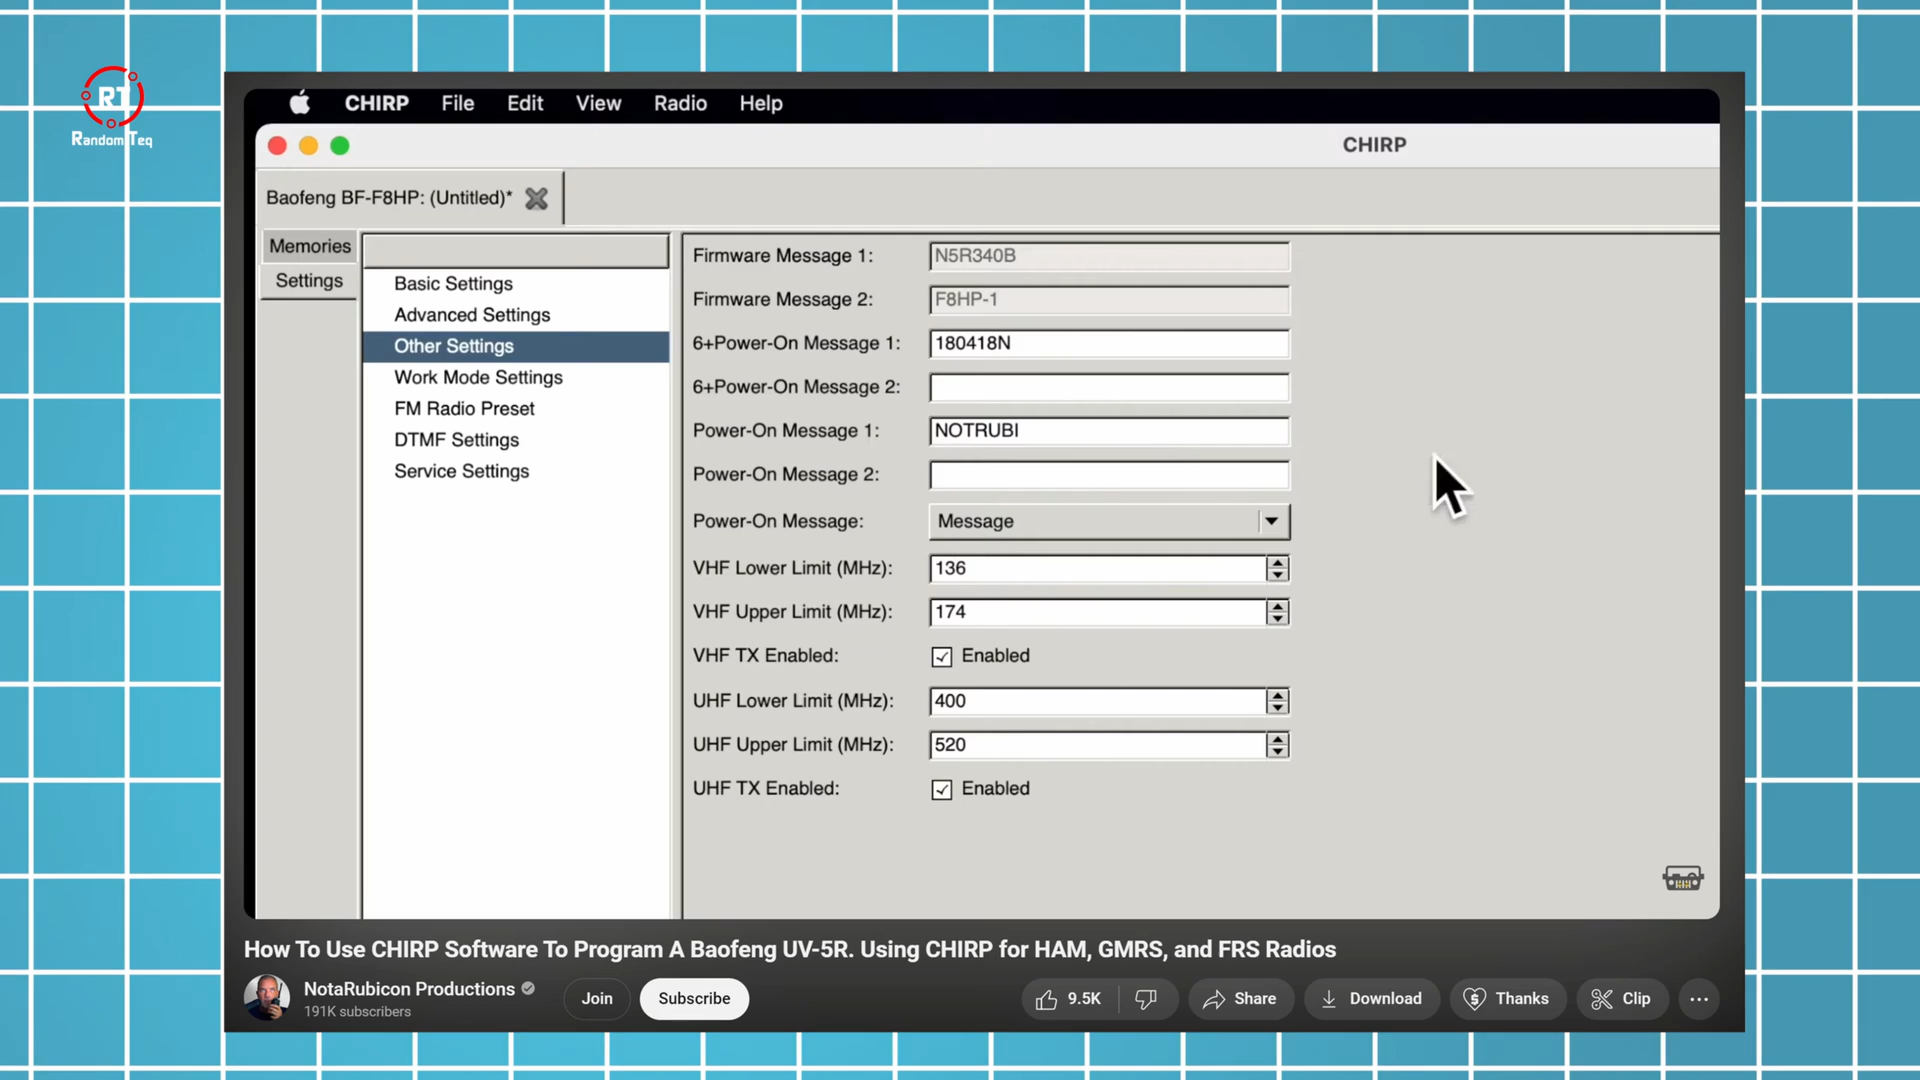 RT
Random Teq
CHIRP File Edit View Radio Help
CHIRP
Baofeng BF-F8HP: (Untitled)*
Memories
Settings
Basic Settings
Advanced Settings
Other Settings
Work Mode Settings
FM Radio Preset
DTMF Settings
Service Settings
Firmware Message 1: N5R340B
Firmware Message 2: F8HP-1
6+Power-On Message 1: 180418N
6+Power-On Message 2:
Power-On Message 1: NOTRUBI
Power-On Message 2:
Power-On Message: Message
VHF Lower Limit (MHz): 136
VHF Upper Limit (MHz): 174
VHF TX Enabled: Enabled
UHF Lower Limit (MHz): 400
UHF Upper Limit (MHz): 520
UHF TX Enabled: Enabled
How To Use CHIRP Software To Program A Baofeng UV-5R. Using CHIRP for HAM, GMRS, and FRS Radios
NotaRubicon Productions
191K subscribers
Join Subscribe 9.5K Share Download Thanks Clip